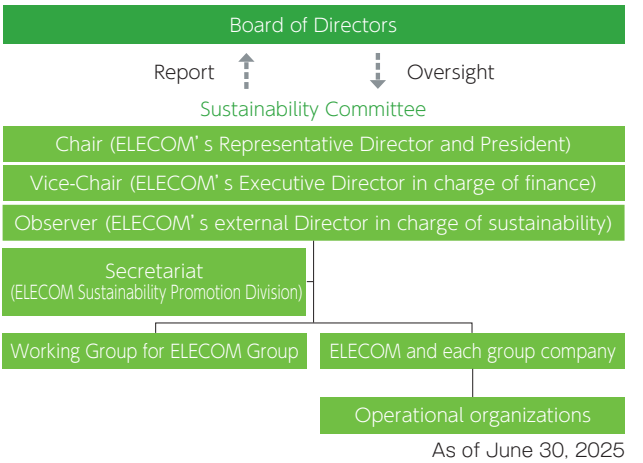 Board of Directors
Report
Oversight
Sustainability Committee
Chair (ELECOM's Representative Director and President)
Vice-Chair (ELECOM's Executive Director in charge of finance)
Observer (ELECOM's external Director in charge of sustainability)
Secretariat
(ELECOM Sustainability Promotion Division)
Working Group for ELECOM Group
ELECOM and each group company
Operational organizations
As of June 30, 2025